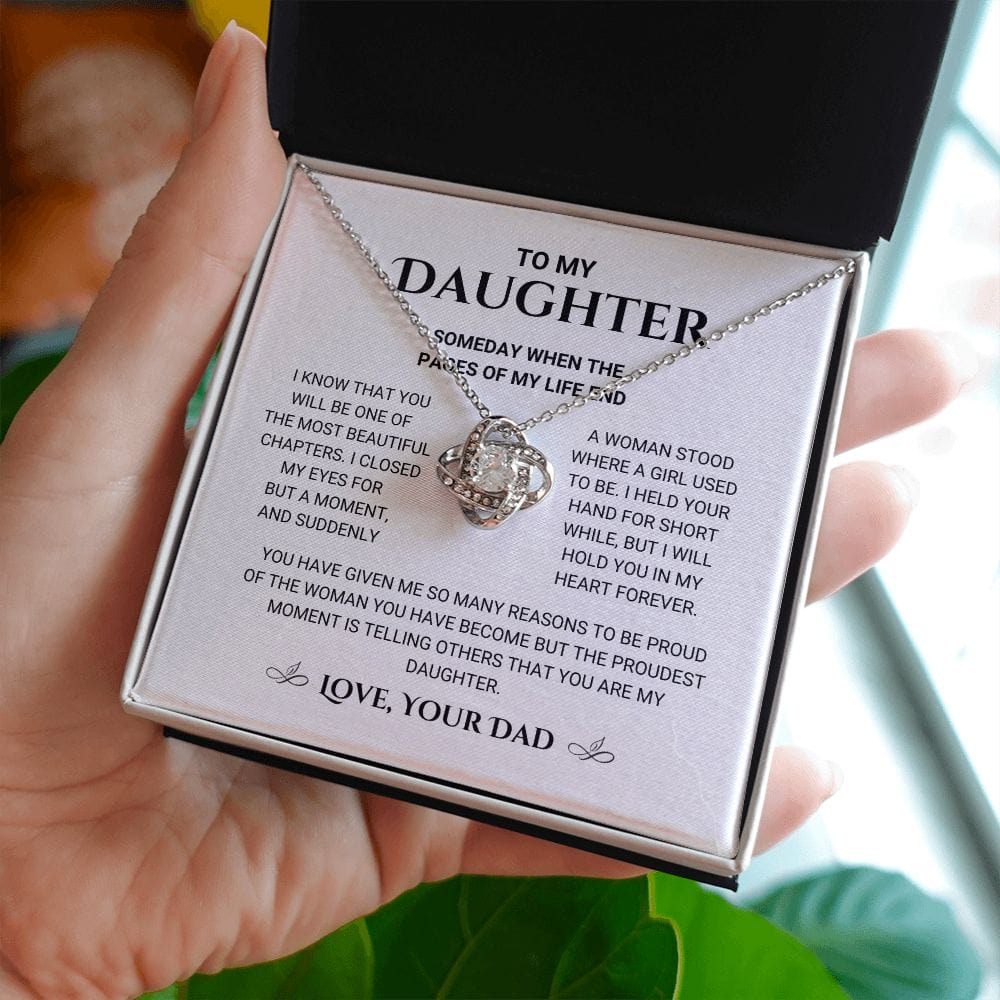 TO MY
DAUGHTER
SOMEDAY WHEN THE
PAGES OF MY LIFE END
I KNOW THAT YOU
WILL BE ONE OF
THE MOST BEAUTIFUL
CHAPTERS. I CLOSED
MY EYES FOR
BUT A MOMENT,
AND SUDDENLY
A WOMAN STOOD
WHERE A GIRL USED
TO BE. I HELD YOUR
HAND FOR SHORT
WHILE, BUT I WILL
HOLD YOU IN MY
HEART FOREVER.
YOU HAVE GIVEN ME SO MANY REASONS TO BE PROUD
OF THE WOMAN YOU HAVE BECOME BUT THE PROUDEST
MOMENT IS TELLING OTHERS THAT YOU ARE MY
DAUGHTER.
LOVE, YOUR DAD